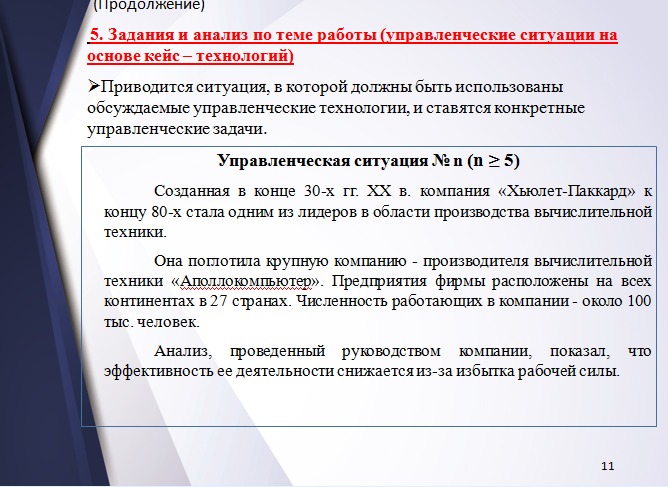 (Продолжение)
5. Задания и анализ по теме работы (управленческие ситуации на
основе кейс – технологий)
➢Приводится ситуация, в которой должны быть использованы
обсуждаемые управленческие технологии, и ставятся конкретные
управленческие задачи.
Управленческая ситуация № n (n ≥ 5)
Созданная в конце 30-х гг. XX в. компания «Хьюлет-Паккард» к
концу 80-х стала одним из лидеров в области производства вычислительной
техники.
Она поглотила крупную компанию - производителя вычислительной
техники «Аполлокомпьютер». Предприятия фирмы расположены на всех
континентах в 27 странах. Численность работающих в компании - около 100
тыс. человек.
Анализ, проведенный руководством компании, показал, что
эффективность ее деятельности снижается из-за избытка рабочей силы.
11